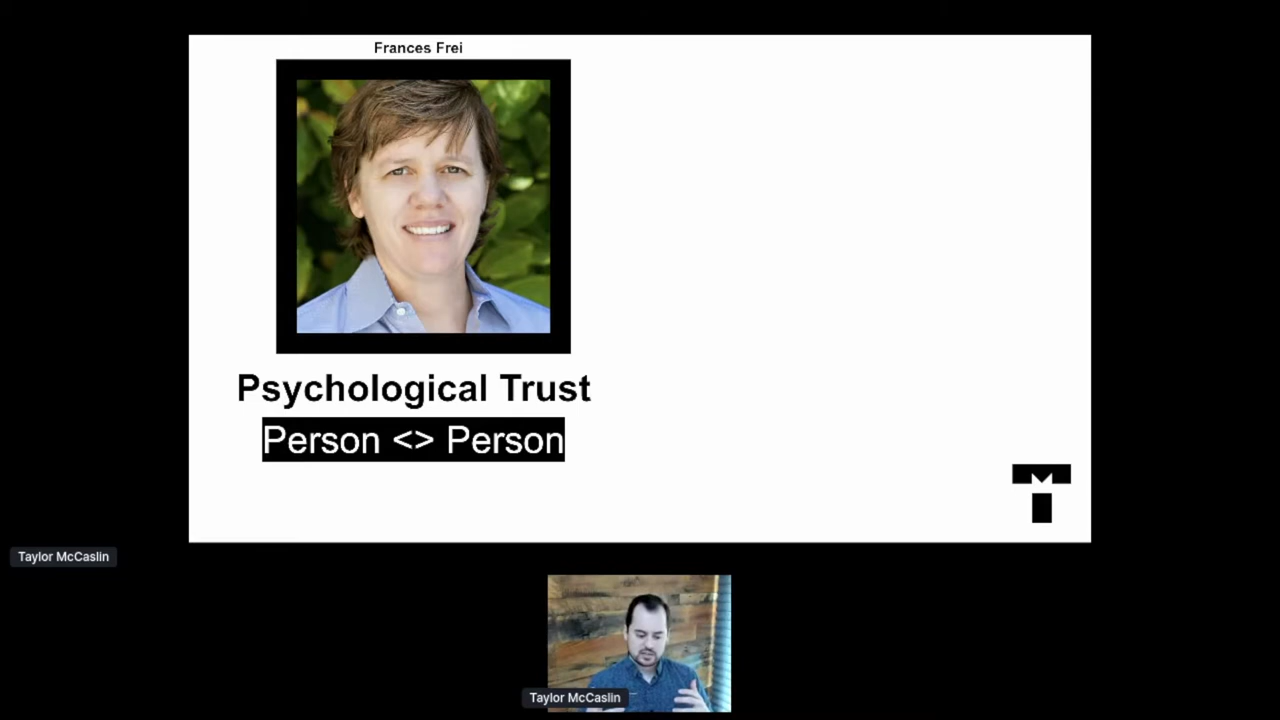 Frances Frei
Psychological Trust
Person <> Person
Taylor McCaslin
Taylor McCaslin